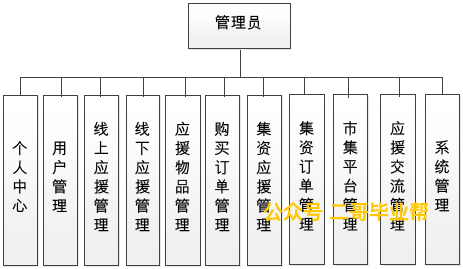 管理员
个人中心
用户管理
线上应援管理
线下应援管理
应援物品管理
购买订单管理
集资应援管理
集资订单管理
市集平台管理
应援交流管理
系统管理
公众号 二哥毕业帮